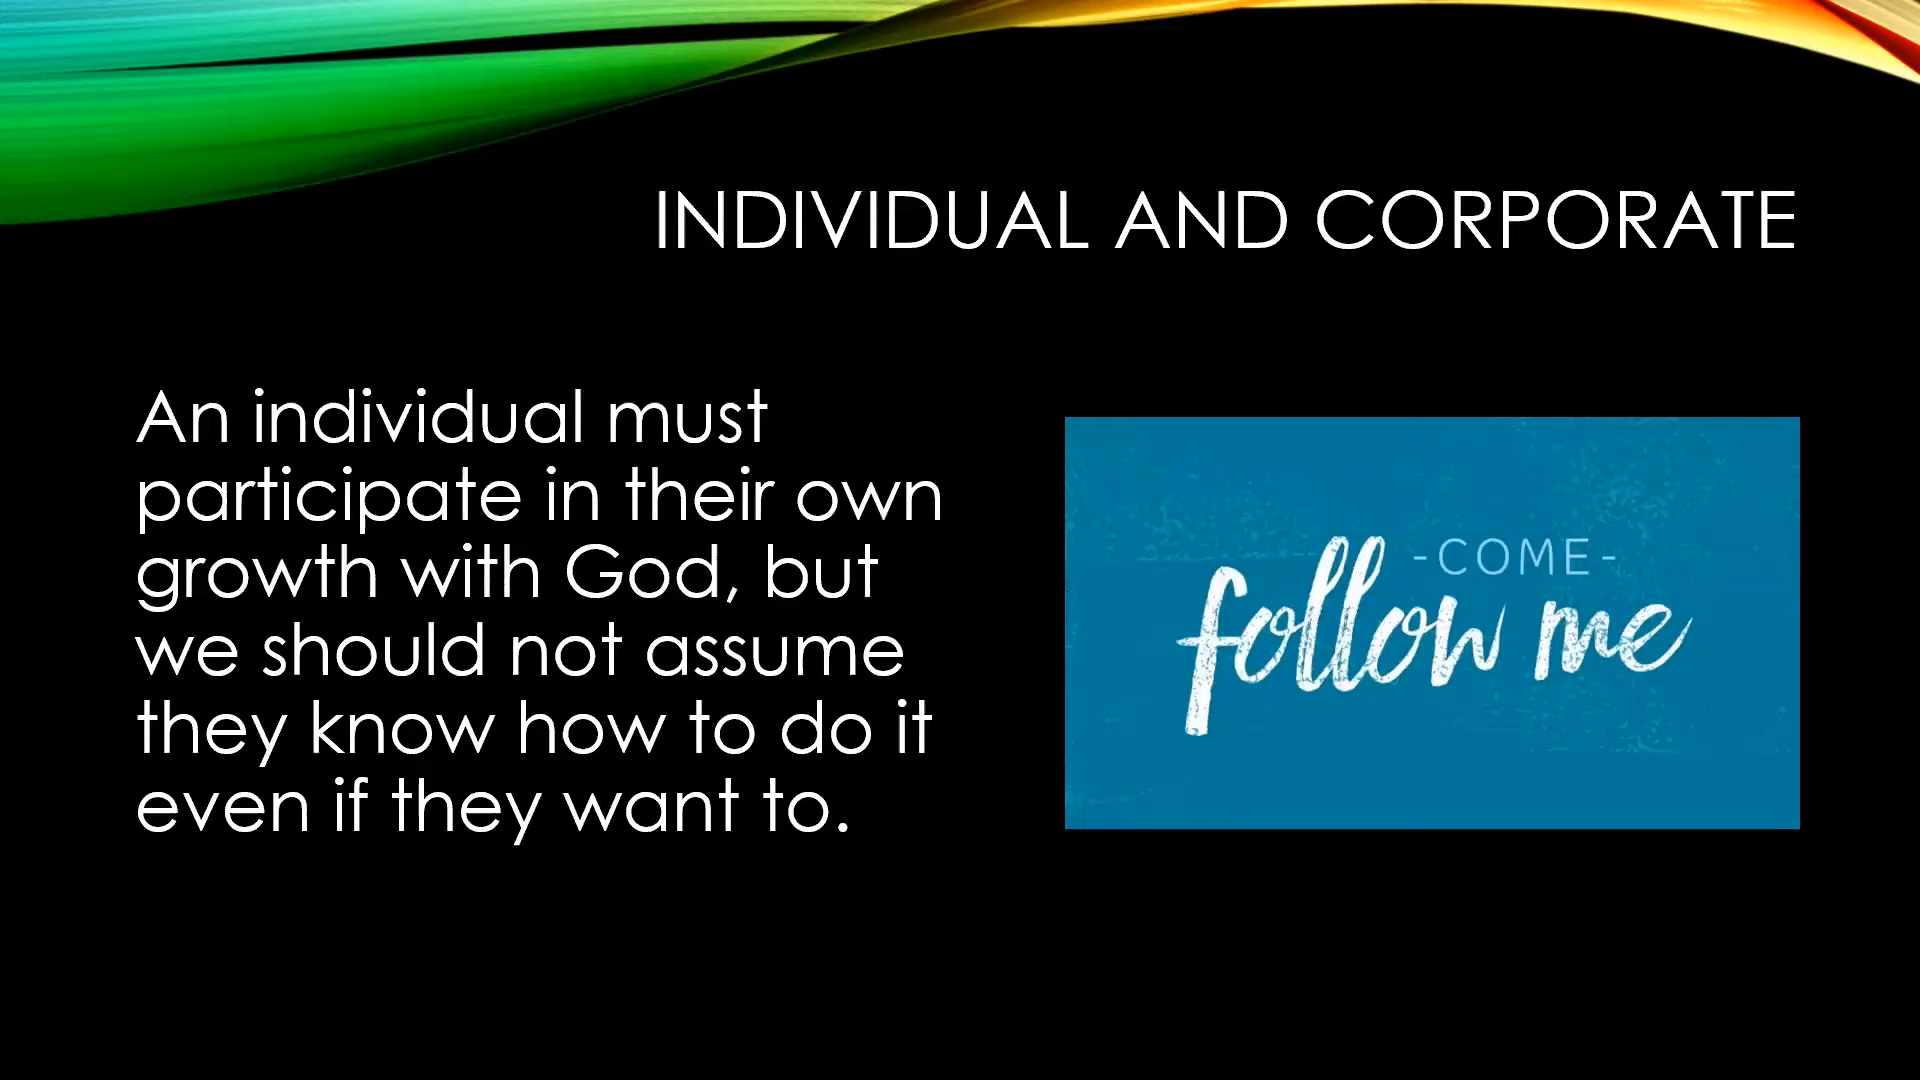 INDIVIDUAL AND CORPORATE
An individual must
participate in their own
growth with God, but
we should not assume
they know how to do it
even if they want to.
-COME-
follow me